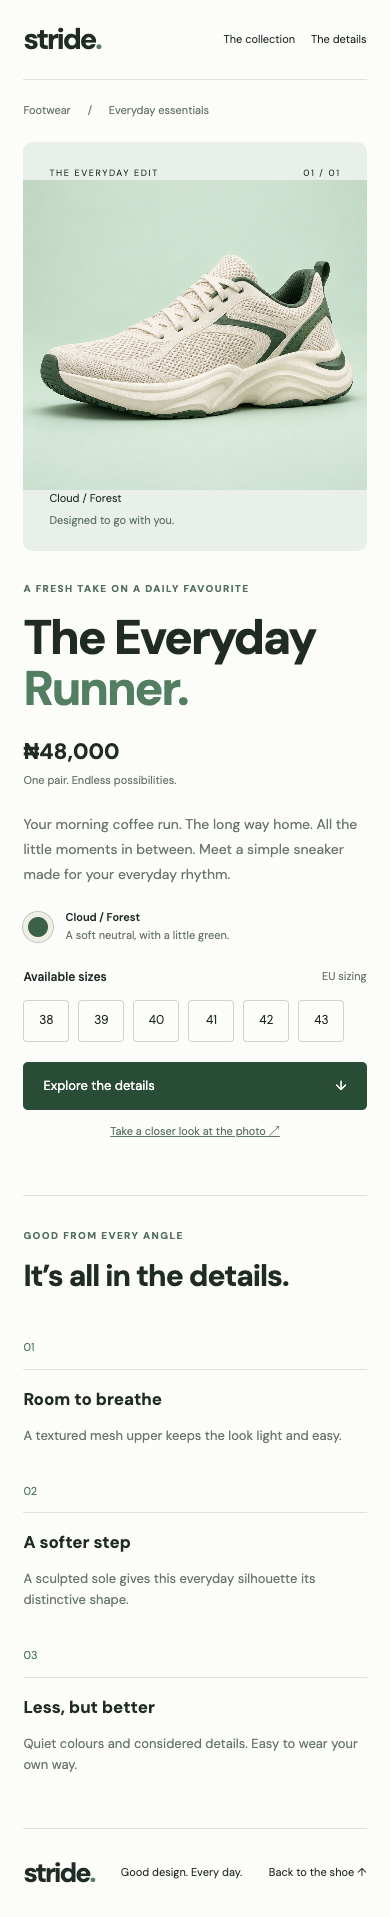 stride.
The collection The details
Footwear / Everyday essentials
THE EVERYDAY EDIT 01 / 01
Cloud / Forest
Designed to go with you.
A FRESH TAKE ON A DAILY FAVOURITE
The Everyday
Runner.
₦48,000
One pair. Endless possibilities.
Your morning coffee run. The long way home. All the
little moments in between. Meet a simple sneaker
made for your everyday rhythm.
Cloud / Forest
A soft neutral, with a little green.
Available sizes EU sizing
38 39 40 41 42 43
Explore the details ↓
Take a closer look at the photo ↗
GOOD FROM EVERY ANGLE
It’s all in the details.
01
Room to breathe
A textured mesh upper keeps the look light and easy.
02
A softer step
A sculpted sole gives this everyday silhouette its
distinctive shape.
03
Less, but better
Quiet colours and considered details. Easy to wear your
own way.
stride. Good design. Every day. Back to the shoe ↑